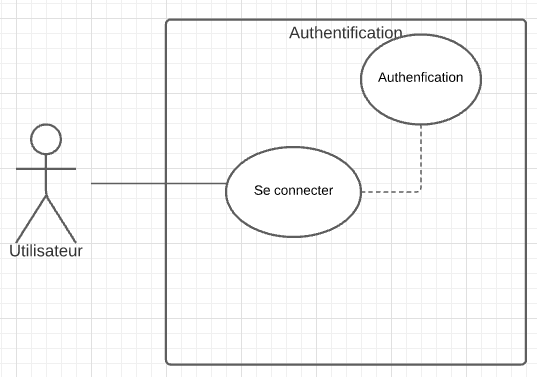 Authentification
Authenfication
Se connecter
Utilisateur